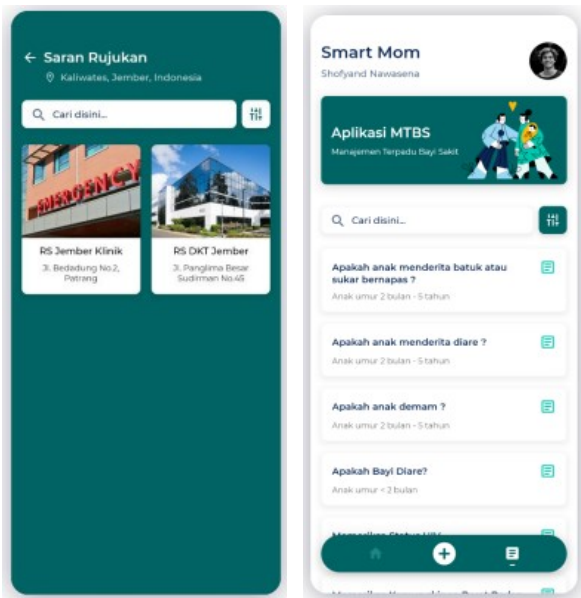 Saran Rujukan
Kaliwates, Jember, Indonesia
Cari disini...
EMERGENCY
RS Jember Klinik
Jl. Bedadung No.2,
Patrang
RS DKT Jember
Jl. Panglima Besar
Sudirman No.45
Smart Mom
Shofyand Nawasena
Aplikasi MTBS
Manajemen Terpadu Bayi Sakit
Cari disini...
Apakah anak menderita batuk atau
sukar bernapas ?
Anak umur 2 bulan - 5 tahun
Apakah anak menderita diare ?
Anak umur 2 bulan - 5 tahun
Apakah anak demam ?
Anak umur 2 bulan - 5 tahun
Apakah Bayi Diare?
Anak umur < 2 bulan